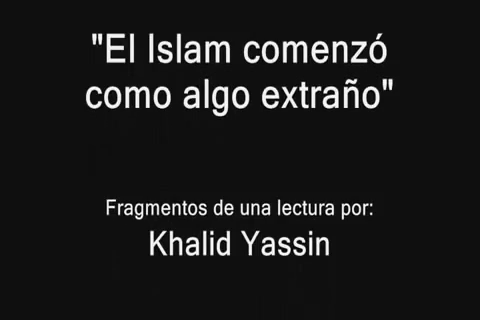 "El Islam comenzó
como algo extraño"
Fragmentos de una lectura por:
Khalid Yassin